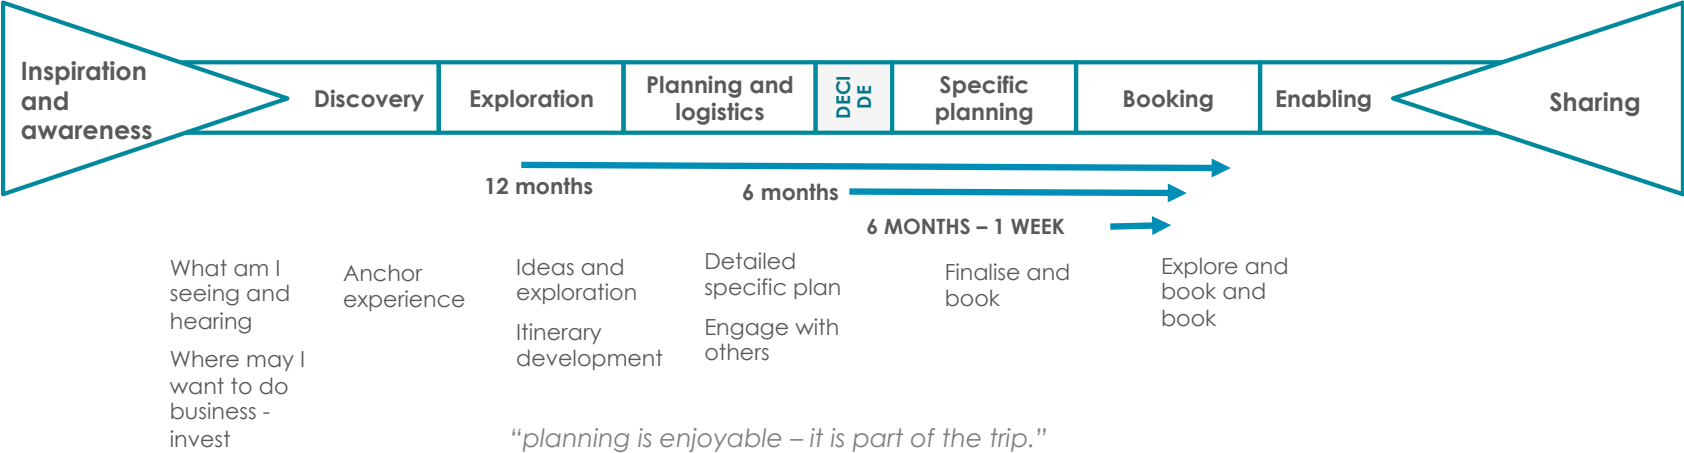 Inspiration
and
awareness
Discovery
Exploration
Planning and
logistics
DECI
DE
Specific
planning
Booking
Enabling
Sharing
12 months
6 months
6 MONTHS – 1 WEEK
What am I
seeing and
hearing
Where may I
want to do
business -
invest
Anchor
experience
Ideas and
exploration
Itinerary
development
Detailed
specific plan
Engage with
others
Finalise and
book
Explore and
book and
book
“planning is enjoyable – it is part of the trip.”